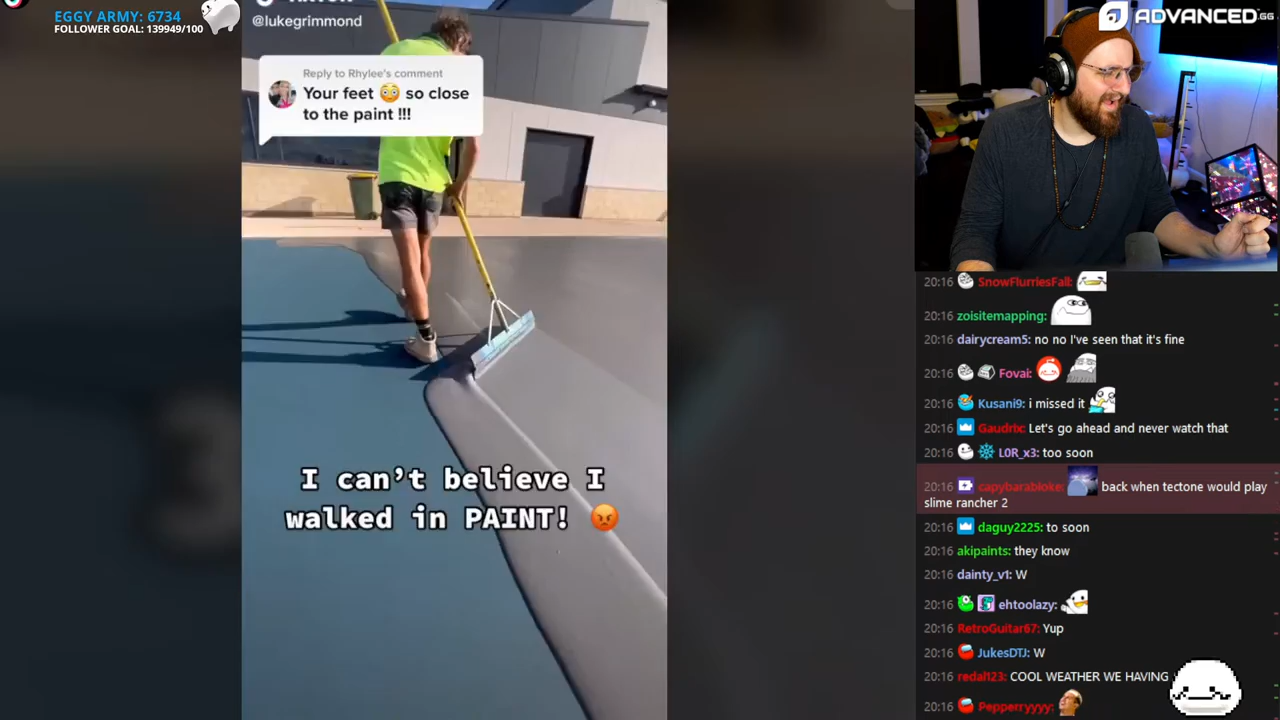 EGGY ARMY: 6734
FOLLOWER GOAL: 139949/100
@lukegrimmond
Reply to Rhylee's comment
Your feet 😳 so close
to the paint !!!
I can't believe I
walked in PAINT! 😡
ADVANCED.GG
20:16 SnowFlurriesFall:
zoisitemapping:
20:16 dairycream5: no no I've seen that it's fine
20:16 Fovai:
20:16 Kusani9: i missed it
20:16 Gaudrix: Let's go ahead and never watch that
20:16 L0R_x3: too soon
20:16 capybarabloke: back when tectone would play
slime rancher 2
20:16 daguy2225: to soon
20:16 akipaints: they know
20:16 dainty_v1: W
20:16 ehtoolazy:
20:16 RetroGuitar67: Yup
20:16 JukesDTJ: W
20:16 redal123: COOL WEATHER WE HAVING
20:16 Pepperryyyy: